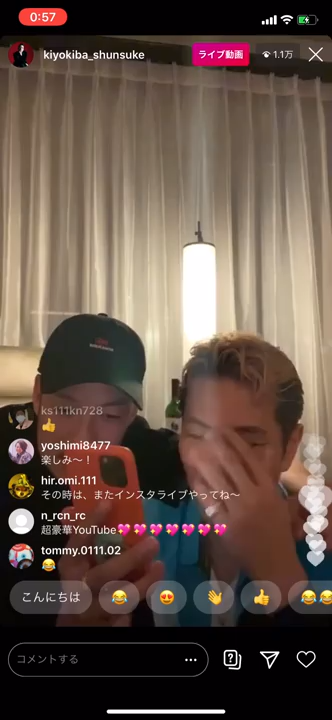 0:57
kiyokiba_shunsuke
ライブ動画
1.1万
ks111kn728
👍
yoshimi8477
楽しみ〜！
hir.omi.111
その時は、またインスタライブやってね〜
n_rcn_rc
超豪華YouTube💖💖💖💖💖💖💖
tommy.0111.02
😂
こんにちは 😂 😍 👋 👍 😂😂
コメントする